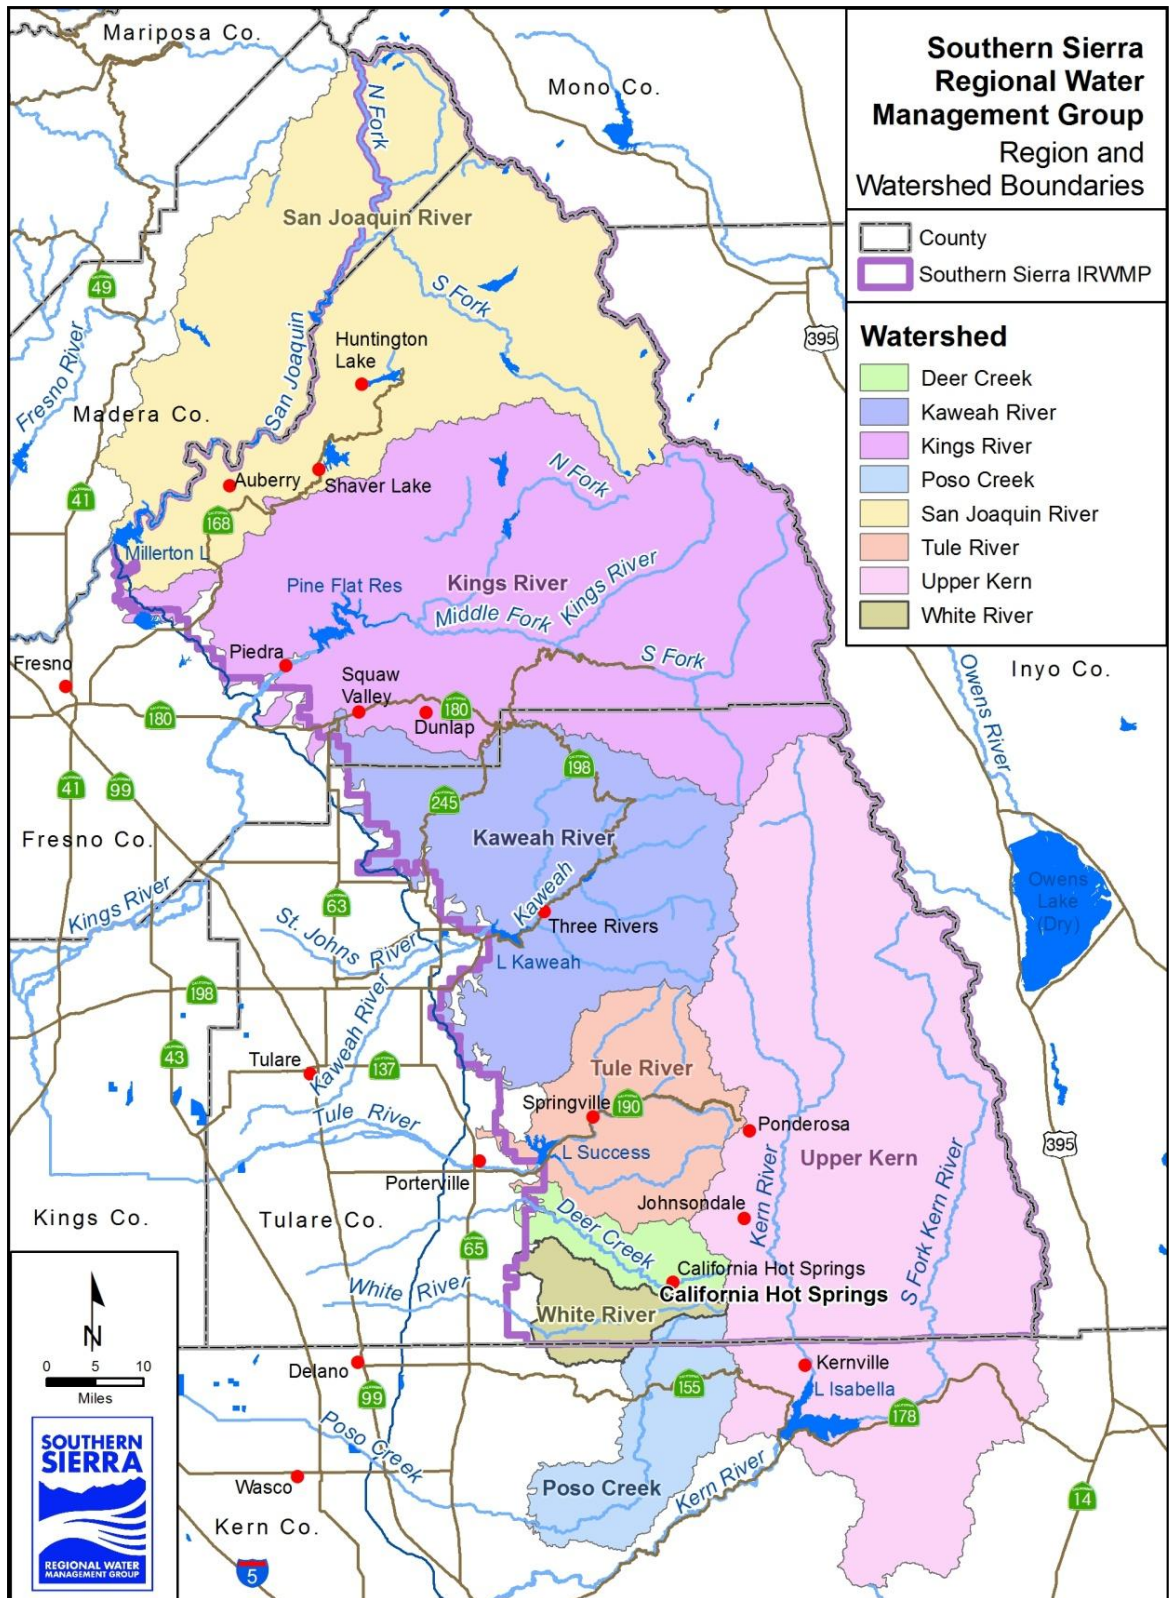 Southern Sierra
Regional Water
Management Group
Region and
Watershed Boundaries
County
Southern Sierra IRWMP
Watershed
Deer Creek
Kaweah River
Kings River
Poso Creek
San Joaquin River
Tule River
Upper Kern
White River
Mariposa Co.
Mono Co.
N Fork
San Joaquin River
S Fork
49
395
Huntington
Lake
San Joaquin
Fresno River
Madera Co.
Auberry
Shaver Lake
41
168
N Fork
Millerton L
Kings River
Kings River
Pine Flat Res
Middle Fork
S Fork
Piedra
Fresno
Squaw
Valley
Dunlap
180
180
Inyo Co.
Owens River
41
99
245
198
Fresno Co.
Kaweah River
Owens
Lake
(Dry)
Kings River
63
St. Johns River
Kaweah
Three Rivers
L Kaweah
198
Kaweah River
43
Tulare
137
Tule River
Tule River
Springville
190
Ponderosa
L Success
Porterville
Upper Kern
395
Kings Co.
Tulare Co.
Johnsondale
Kern River
S Fork Kern River
65
Deer Creek
California Hot Springs
California Hot Springs
White River
White River
N
0 5 10
Miles
Delano
Kernville
99
155
L Isabella
178
Poso Creek
Wasco
Poso Creek
Kern River
14
Kern Co.
5
SOUTHERN
SIERRA
REGIONAL WATER
MANAGEMENT GROUP